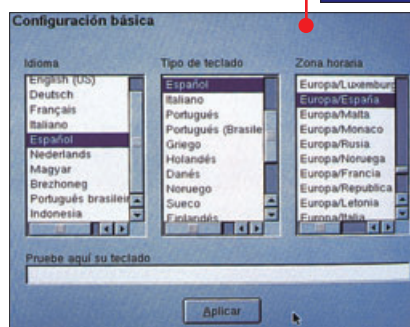 Configuración básica
Idioma
English (US)
Deutsch
Français
Italiano
Español
Nederlands
Magyar
Brezhoneg
Português brasileir
Indonesia
Tipo de teclado
Español
Italiano
Portugués
Portugués (Brasile
Griego
Holandés
Danés
Noruego
Sueco
Finlandés
Zona horaria
Europa/Luxemburg
Europa/España
Europa/Malta
Europa/Monaco
Europa/Rusia
Europa/Noruega
Europa/Francia
Europa/Republica
Europa/Letonia
Europa/Italia
Pruebe aquí su teclado
Aplicar